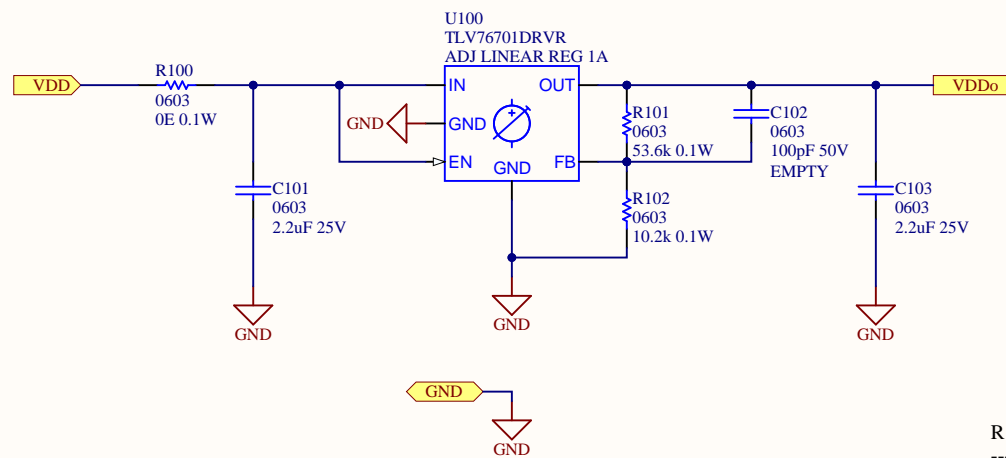 U100
TLV76701DRVR
ADJ LINEAR REG 1A
VDD
R100
0603
0E 0.1W
IN
OUT
VDDo
GND
GND
R101
0603
53.6k 0.1W
C102
0603
100pF 50V
EMPTY
EN
GND
FB
C101
0603
2.2uF 25V
R102
0603
10.2k 0.1W
C103
0603
2.2uF 25V
GND
GND
GND
GND
GND
R